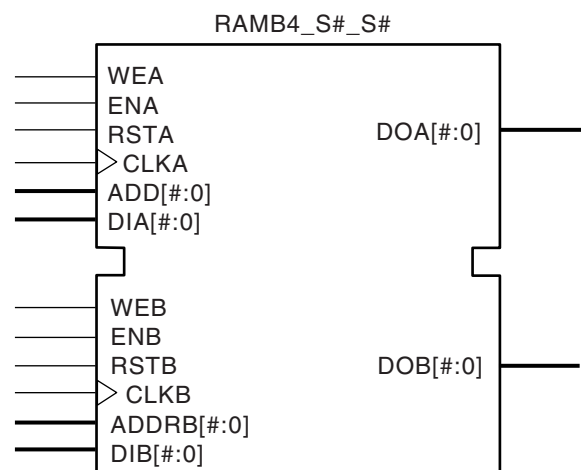 RAMB4_S#_S#
WEA
ENA
RSTA
DOA[#:0]
CLKA
ADD[#:0]
DIA[#:0]
WEB
ENB
RSTB
DOB[#:0]
CLKB
ADDRB[#:0]
DIB[#:0]